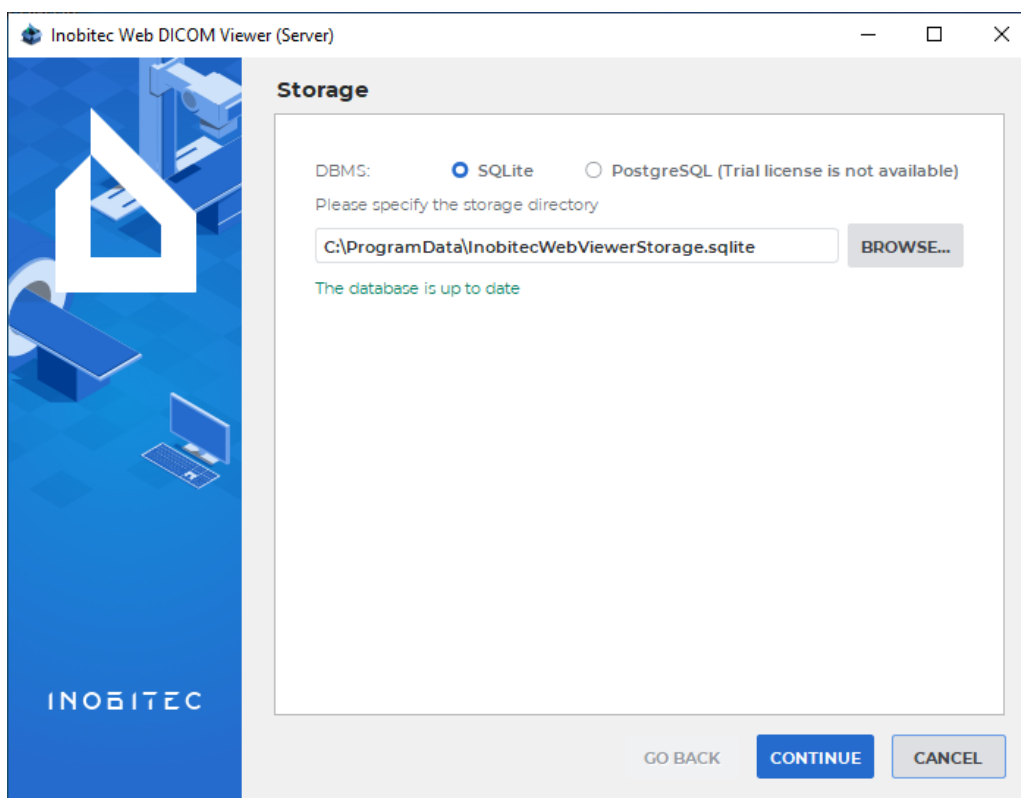 Inobitec Web DICOM Viewer (Server)
Storage
DBMS: SQLite PostgreSQL (Trial license is not available)
Please specify the storage directory
C:\ProgramData\InobitecWebViewerStorage.sqlite BROWSE...
The database is up to date
INOBITEC
GO BACK CONTINUE CANCEL